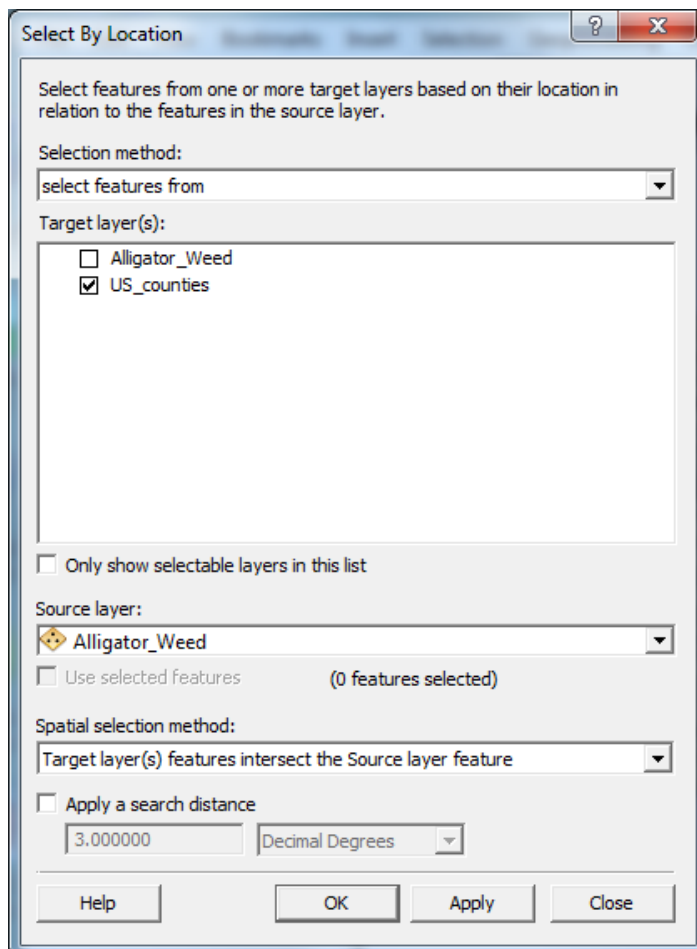 Select By Location
Select features from one or more target layers based on their location in
relation to the features in the source layer.
Selection method:
select features from
Target layer(s):
Alligator_Weed
US_counties
Only show selectable layers in this list
Source layer:
Alligator_Weed
Use selected features (0 features selected)
Spatial selection method:
Target layer(s) features intersect the Source layer feature
Apply a search distance
3.000000 Decimal Degrees
Help OK Apply Close